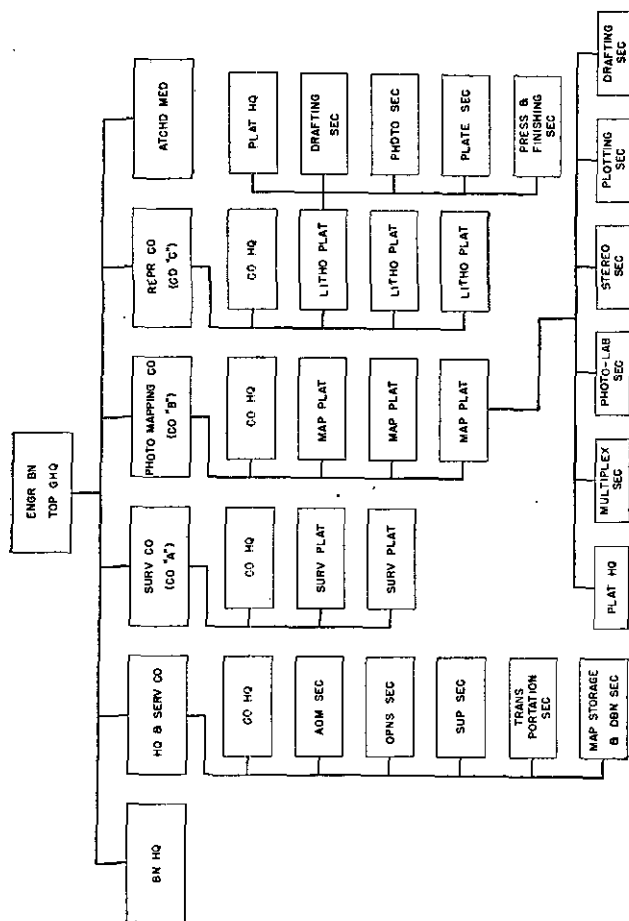 ENGR BN
TOP GHQ
BN HQ
HQ & SERV CO
SURV CO
(CO "A")
PHOTO MAPPING CO
(CO "B")
REPR CO
(CO "C")
ATCHD MED
CO HQ
ADM SEC
OPNS SEC
SUP SEC
TRANS
PORTATION
SEC
MAP STORAGE
& DBN SEC
CO HQ
SURV PLAT
SURV PLAT
CO HQ
MAP PLAT
MAP PLAT
MAP PLAT
CO HQ
LITHO PLAT
LITHO PLAT
LITHO PLAT
PLAT HQ
DRAFTING
SEC
PHOTO SEC
PLATE SEC
PRESS &
FINISHING
SEC
PLAT HQ
MULTIPLEX
SEC
PHOTO-LAB
SEC
STEREO
SEC
PLOTTING
SEC
DRAFTING
SEC